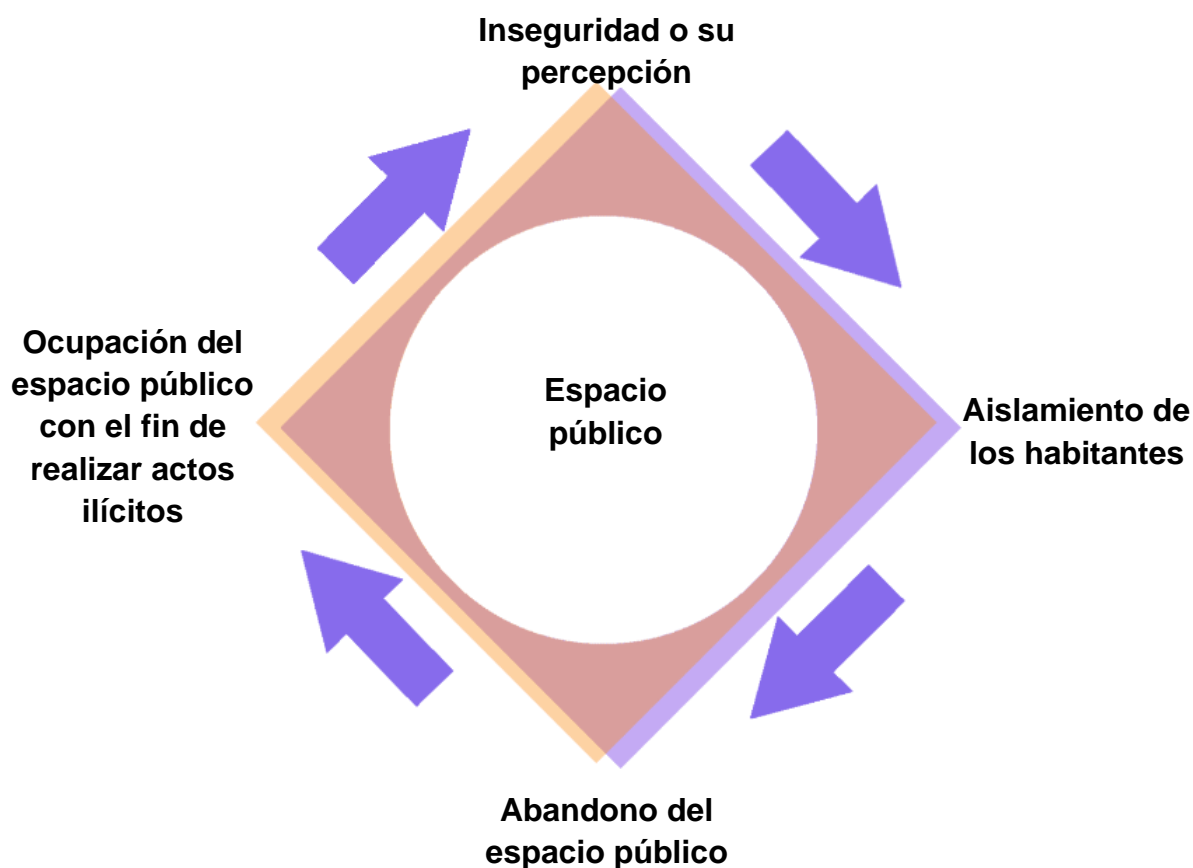 Inseguridad o su
percepción
Ocupación del
espacio público
con el fin de
realizar actos
ilícitos
Espacio
público
Aislamiento de
los habitantes
Abandono del
espacio público